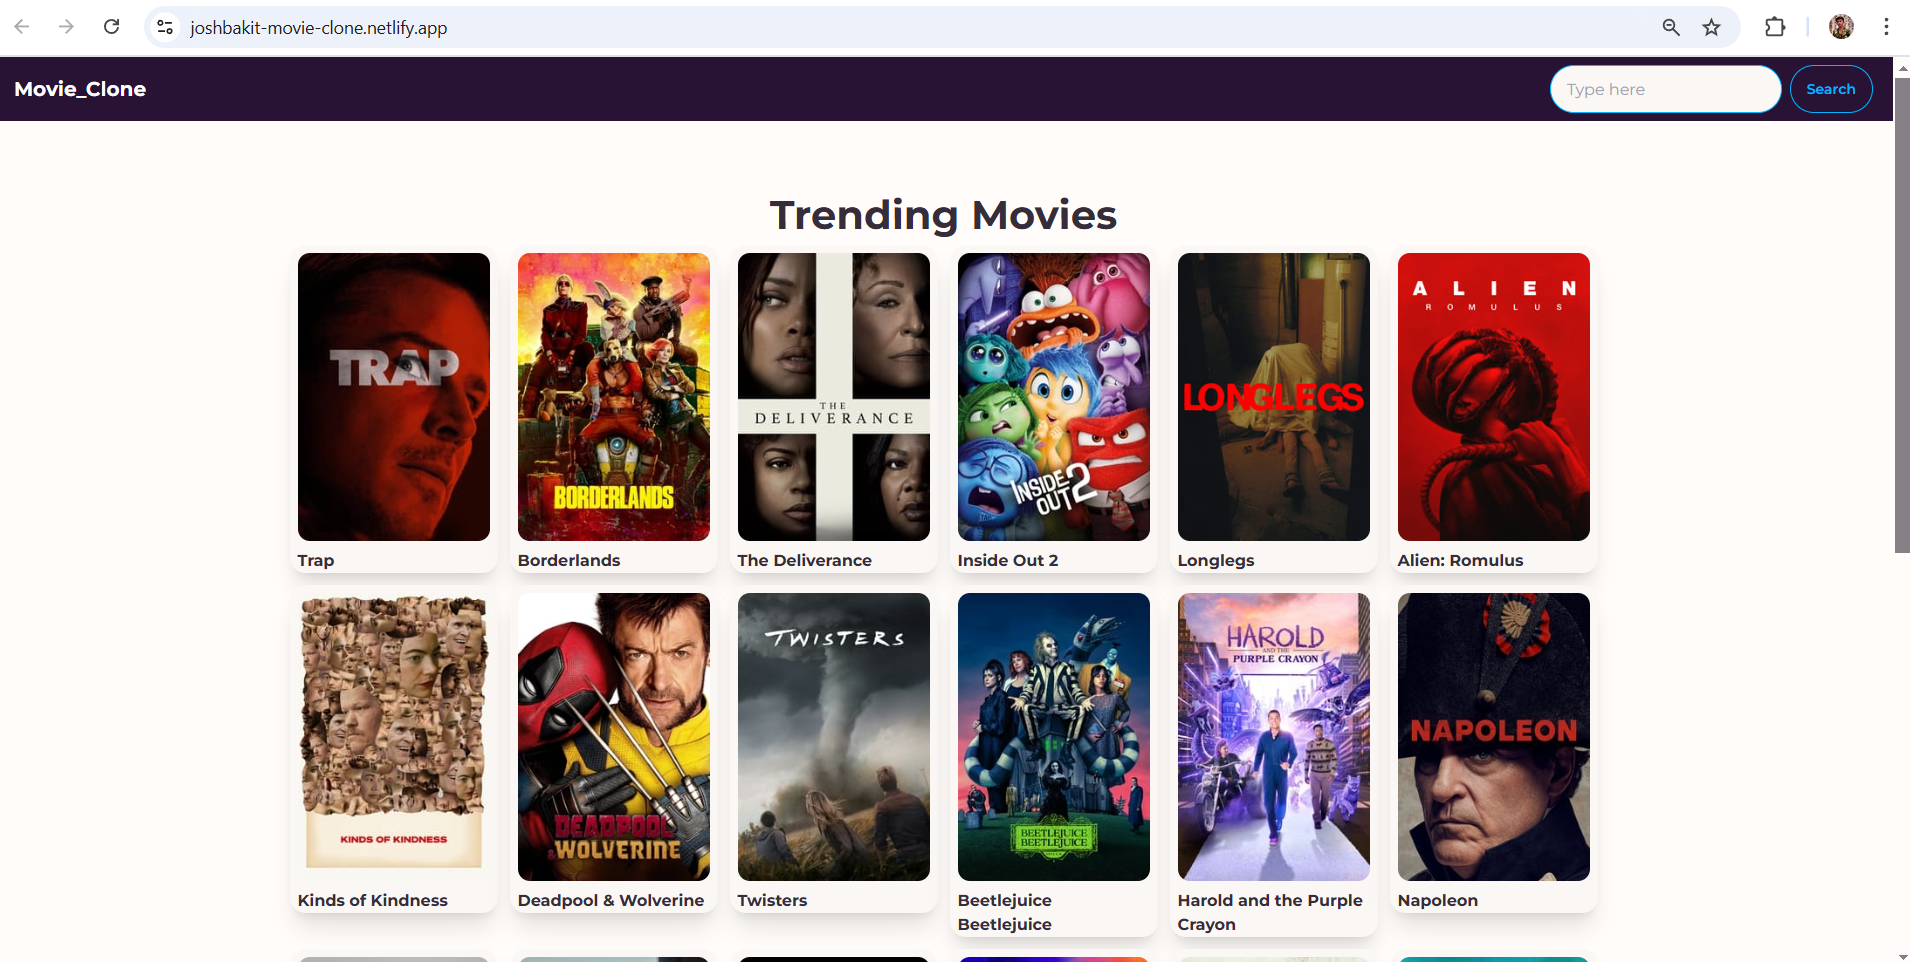 joshbakit-movie-clone.netlify.app
Movie_Clone
Type here
Search
Trending Movies
TRAP
BORDERLANDS
THE
DELIVERANCE
INSIDE
OUT 2
LONGLEGS
ALIEN
ROMULUS
Trap
Borderlands
The Deliverance
Inside Out 2
Longlegs
Alien: Romulus
KINDS OF KINDNESS
DEADPOOL
& WOLVERINE
TWISTERS
BEETLEJUICE
BEETLEJUICE
HAROLD
AND THE
PURPLE CRAYON
NAPOLEON
Kinds of Kindness
Deadpool & Wolverine
Twisters
Beetlejuice
Beetlejuice
Harold and the Purple
Crayon
Napoleon